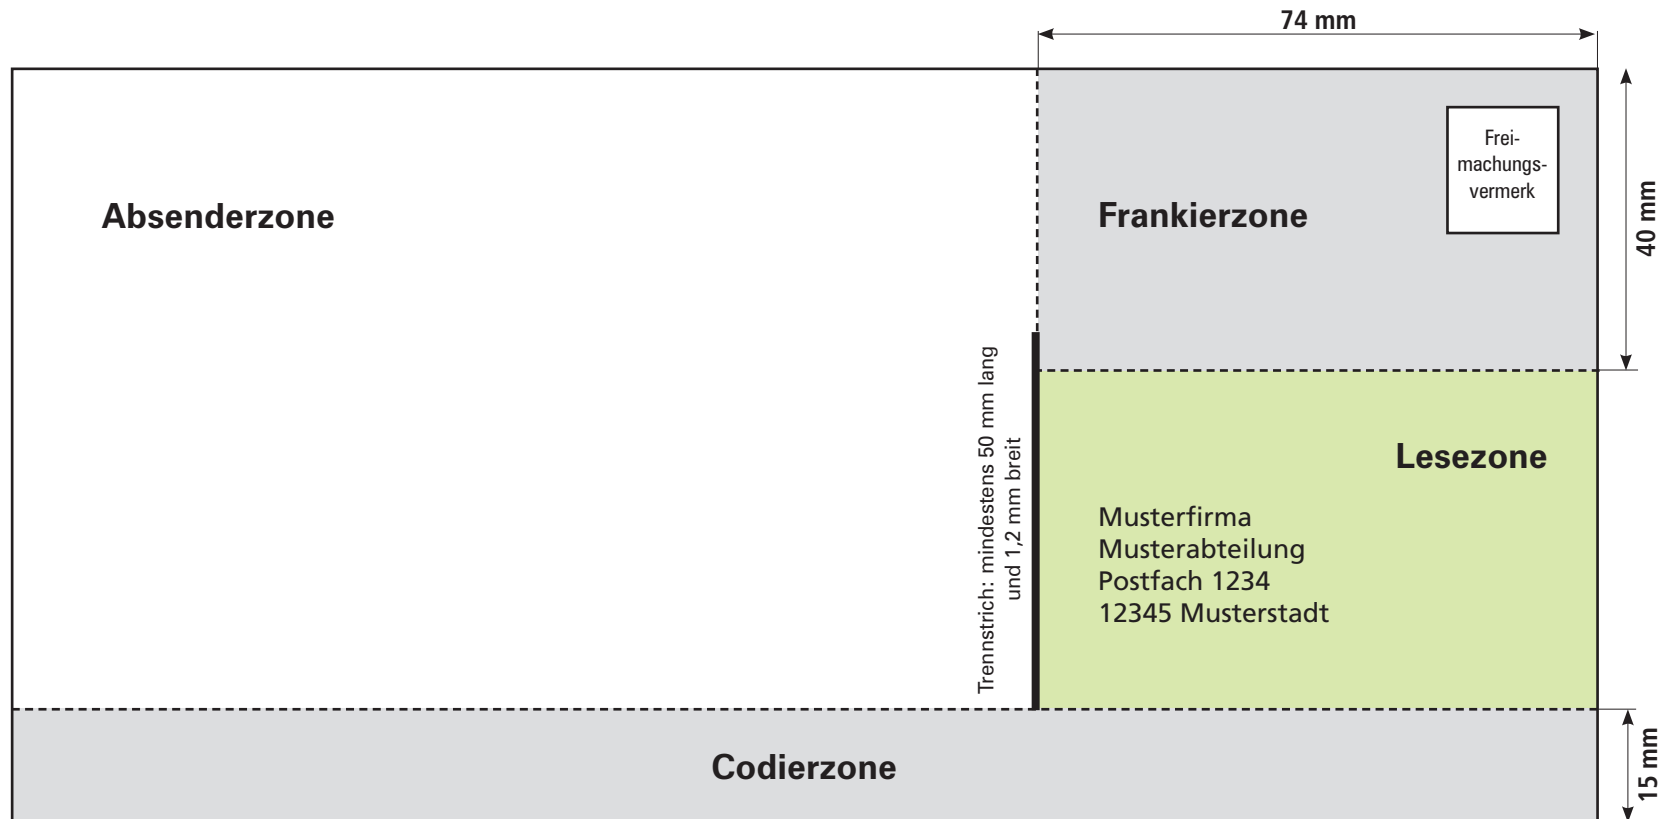 74 mm
Absenderzone
Frankierzone
Frei-
machungs-
vermerk
40 mm
Trennstrich: mindestens 50 mm lang
und 1,2 mm breit
Lesezone
Musterfirma
Musterabteilung
Postfach 1234
12345 Musterstadt
Codierzone
15 mm